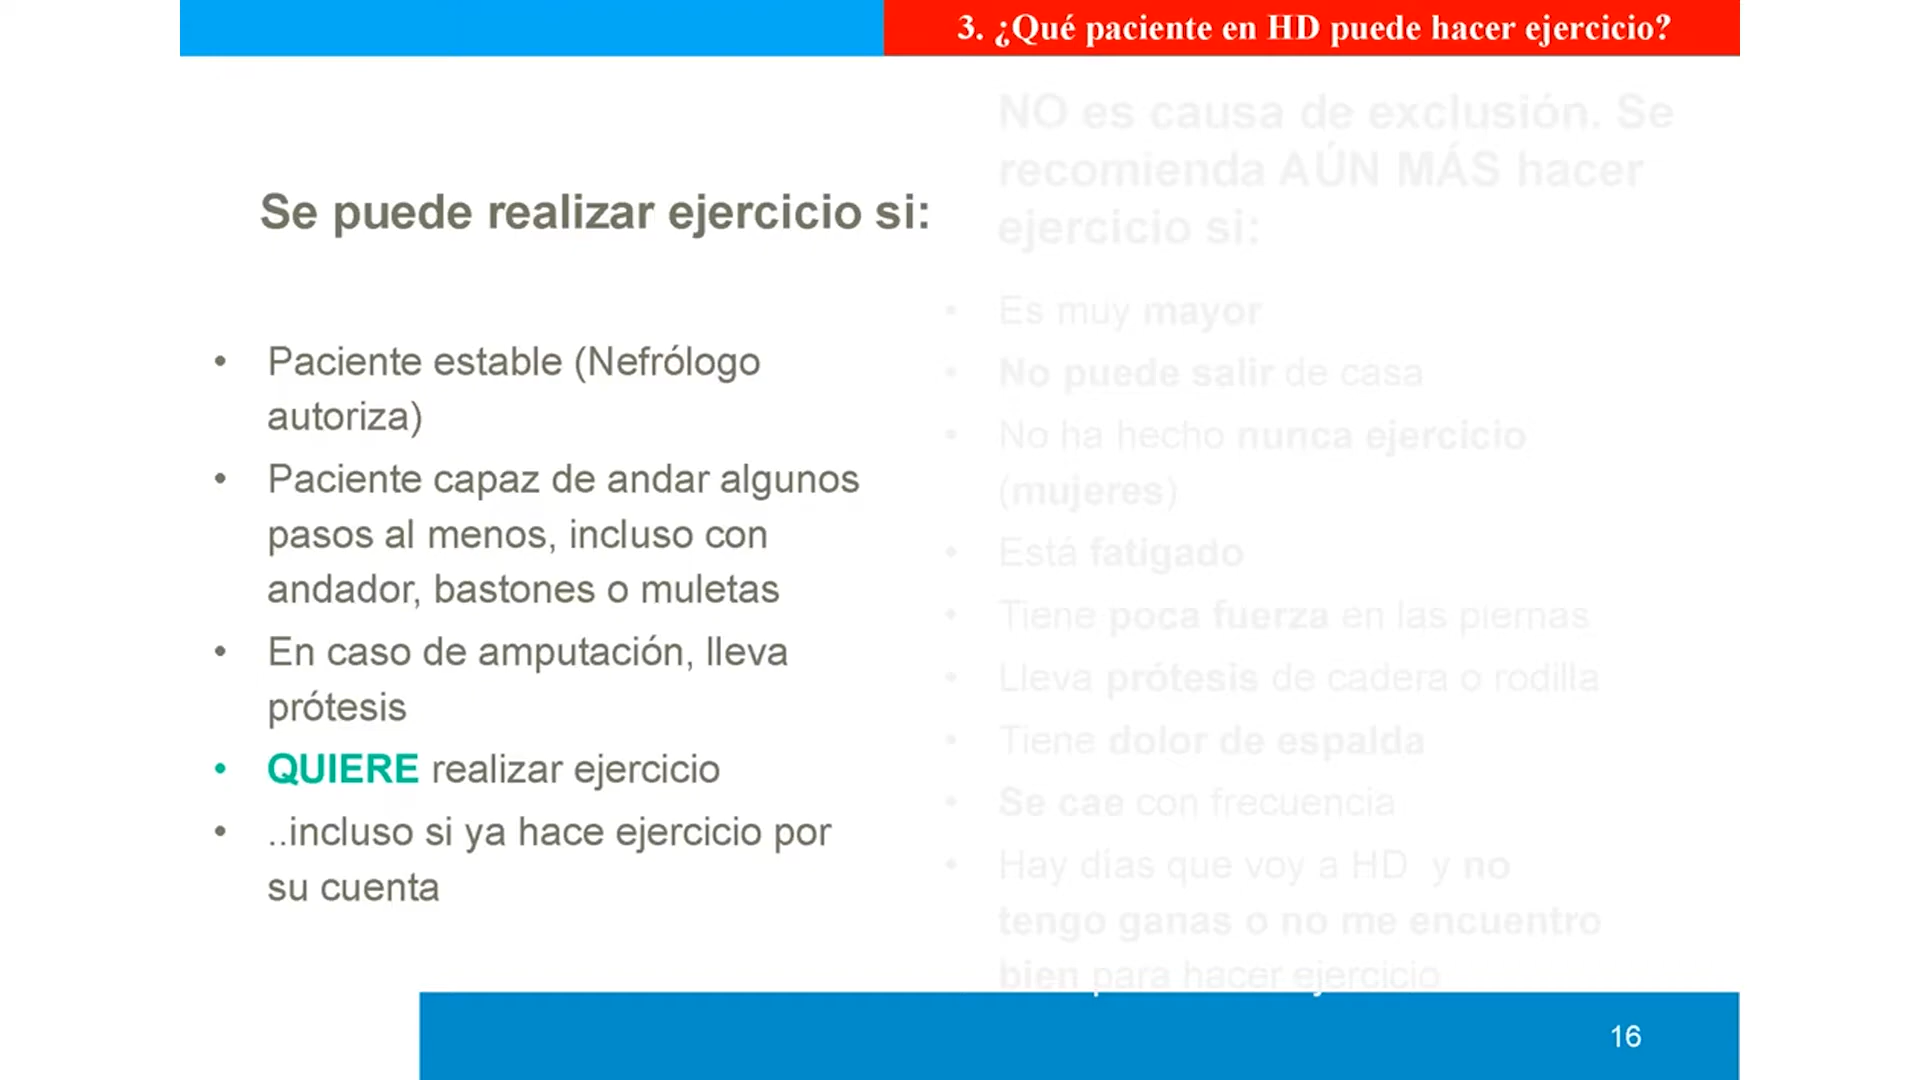 3. ¿Qué paciente en HD puede hacer ejercicio?
Se puede realizar ejercicio si:
• Paciente estable (Nefrólogo
autoriza)
• Paciente capaz de andar algunos
pasos al menos, incluso con
andador, bastones o muletas
• En caso de amputación, lleva
prótesis
• QUIERE realizar ejercicio
• ..incluso si ya hace ejercicio por
su cuenta
NO es causa de exclusión. Se
recomienda AÚN MÁS hacer
ejercicio si:
• Es muy mayor
• No puede salir de casa
• No ha hecho nunca ejercicio
(mujeres)
• Está fatigado
• Tiene poca fuerza en las piernas
• Lleva prótesis de cadera o rodilla
• Tiene dolor de espalda
• Se cae con frecuencia
• Hay días que voy a HD y no
tengo ganas o no me encuentro
bien para hacer ejercicio
16